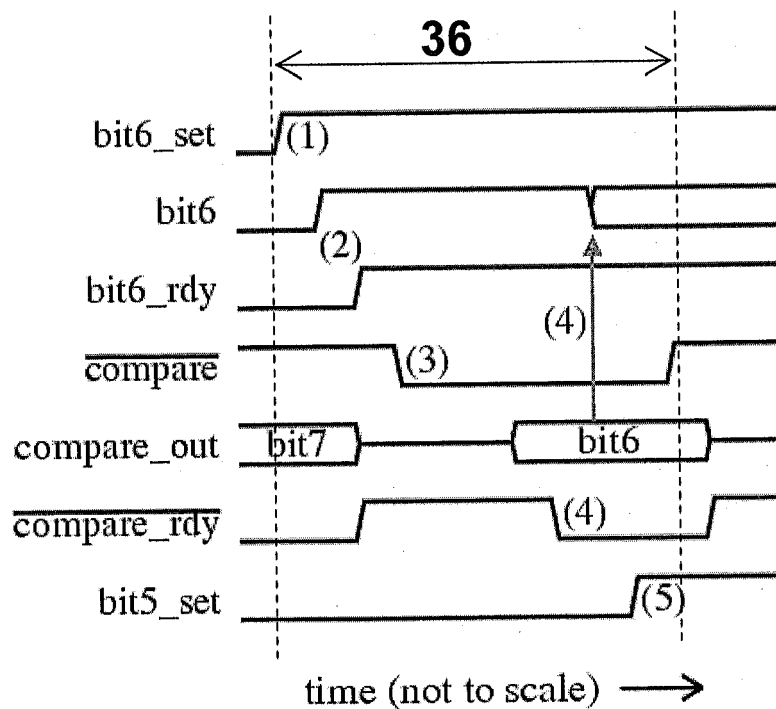 36
bit6_set (1)
bit6
(2)
bit6_rdy
(4)
compare (3)
compare_out bit7 bit6
compare_rdy (4)
bit5_set (5)
time (not to scale)